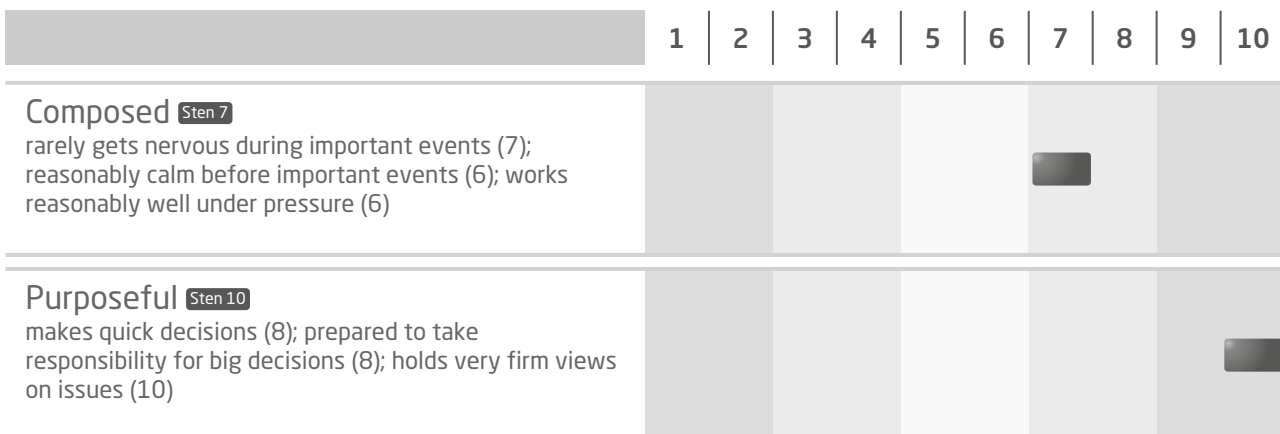 1 2 3 4 5 6 7 8 9 10
Composed Sten 7
rarely gets nervous during important events (7);
reasonably calm before important events (6); works
reasonably well under pressure (6)
Purposeful Sten 10
makes quick decisions (8); prepared to take
responsibility for big decisions (8); holds very firm views
on issues (10)